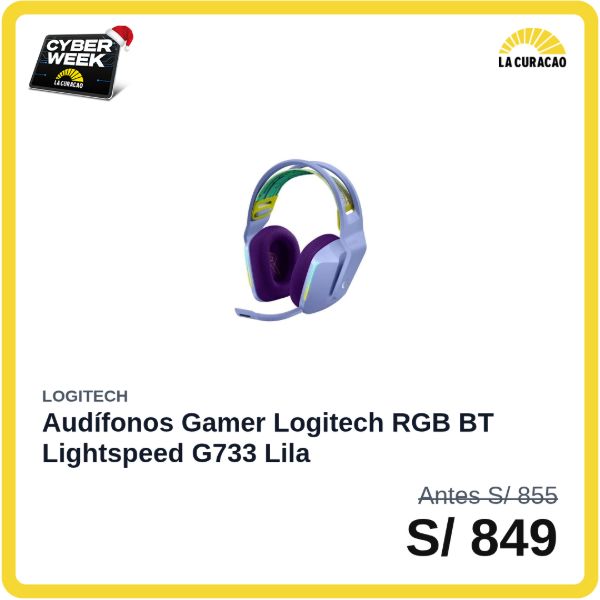 CYBER
WEEK
LA CURACAO
LA CURACAO
LOGITECH
Audífonos Gamer Logitech RGB BT
Lightspeed G733 Lila
Antes S/ 855
S/ 849